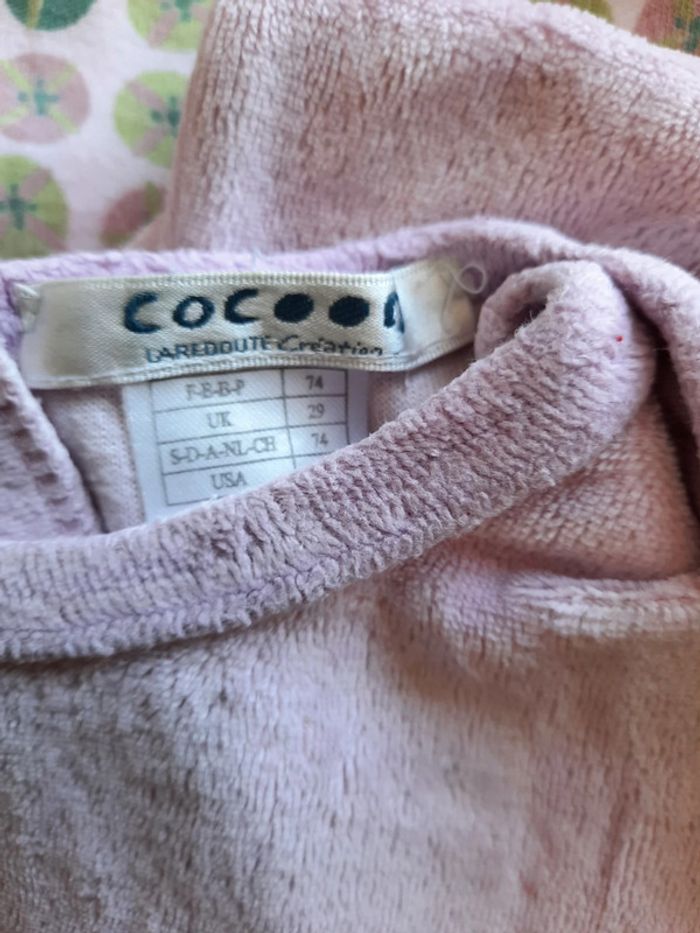 COCOON
LAREDOUTE Création
F-E-B-P 74
UK 29
S-D-A-NL-CH 74
USA